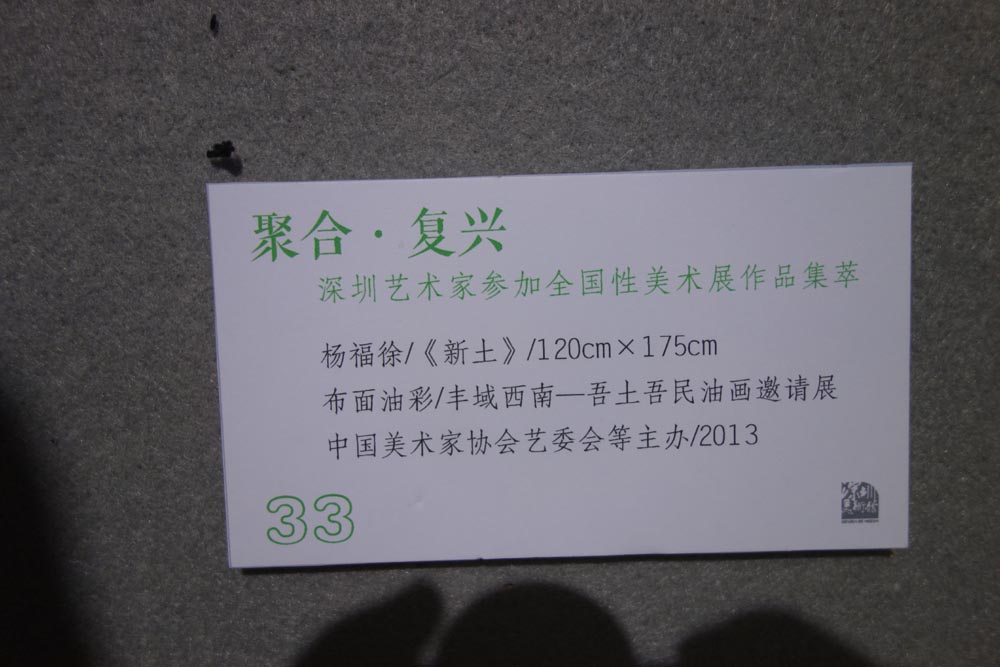 聚合·复兴
深圳艺术家参加全国性美术展作品集萃
杨福徐/《新土》/120cm×175cm
布面油彩/丰域西南—吾土吾民油画邀请展
中国美术家协会艺委会等主办/2013
33